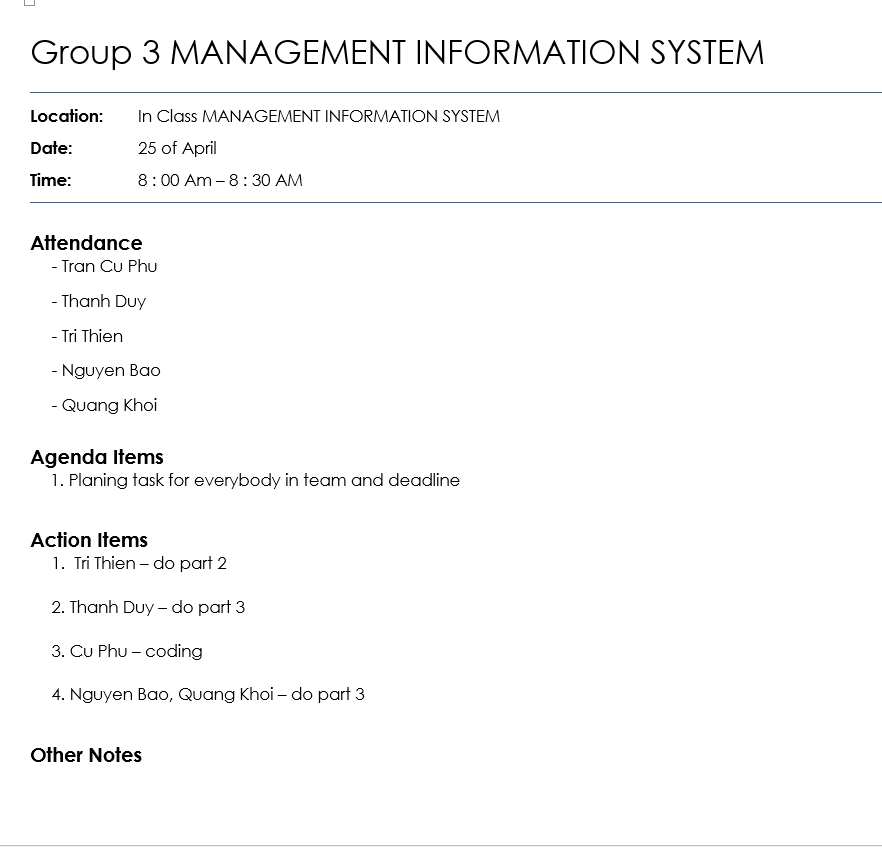 Group 3 MANAGEMENT INFORMATION SYSTEM
Location: In Class MANAGEMENT INFORMATION SYSTEM
Date: 25 of April
Time: 8 : 00 Am – 8 : 30 AM
Attendance
- Tran Cu Phu
- Thanh Duy
- Tri Thien
- Nguyen Bao
- Quang Khoi
Agenda Items
1. Planing task for everybody in team and deadline
Action Items
1. Tri Thien – do part 2
2. Thanh Duy – do part 3
3. Cu Phu – coding
4. Nguyen Bao, Quang Khoi – do part 3
Other Notes